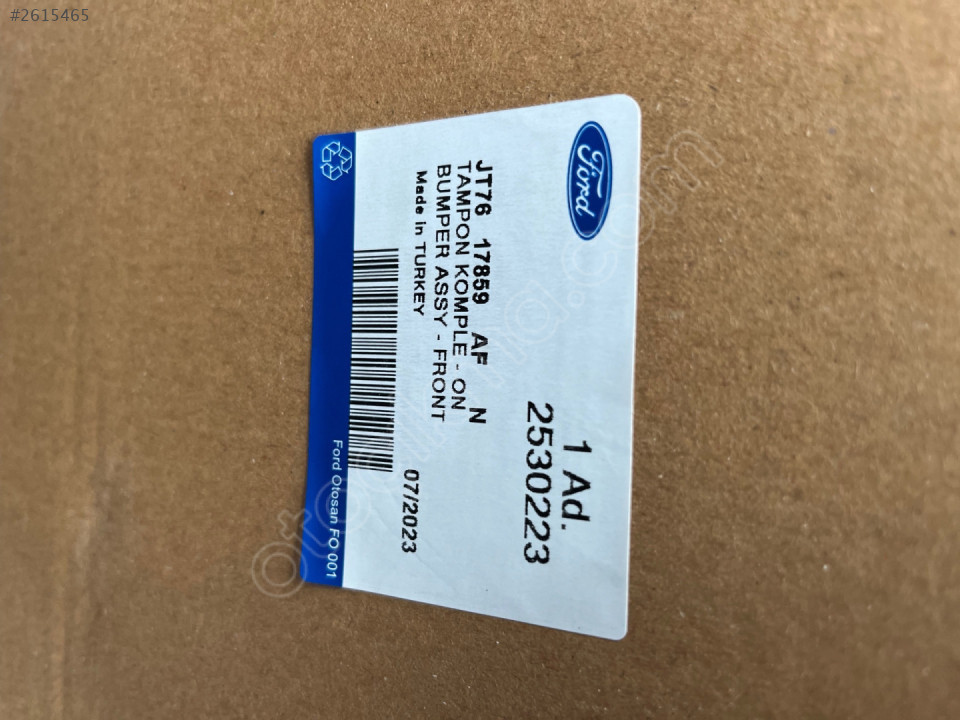 #2615465
Ford
1 Ad.
2530223
JT76 17859 AF N
TAMPON KOMPLE - ON
BUMPER ASSY - FRONT
Made in TURKEY
07/2023
Ford Otosan FO 001